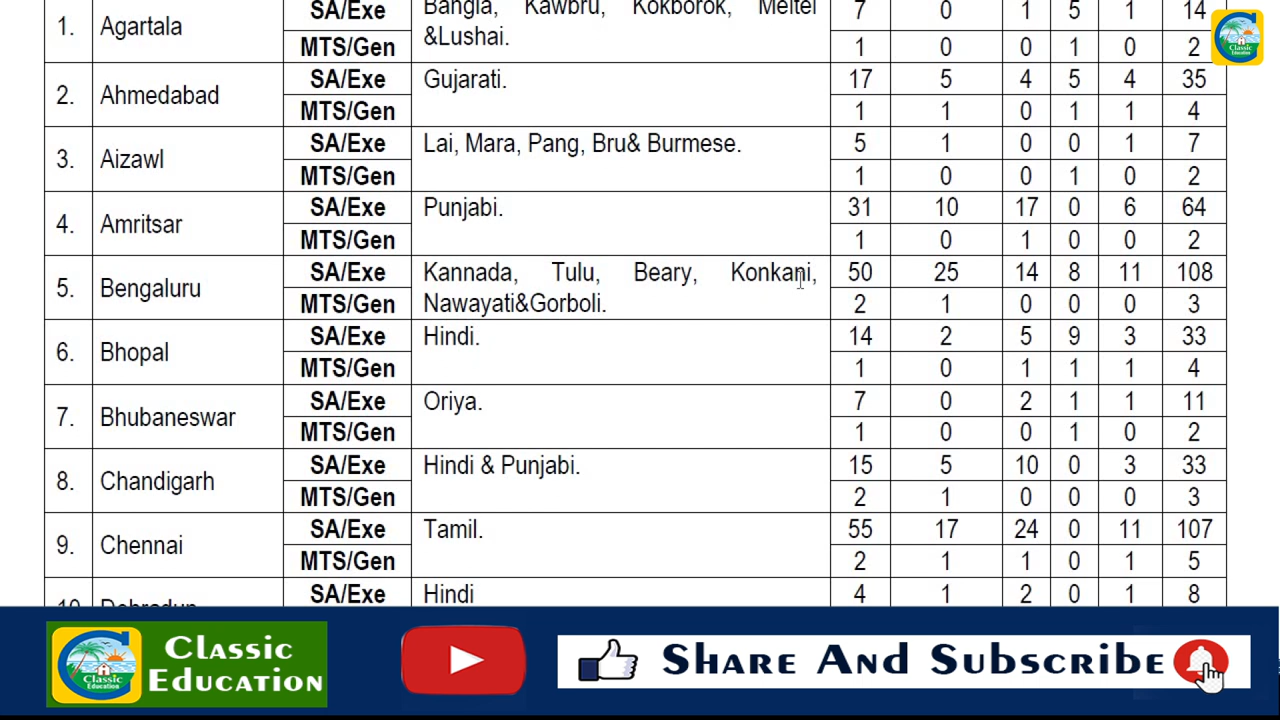 1. Agartala SA/Exe Bangla, Kawbru, Kokborok, Meitei 7 0 1 5 1 14
&Lushai.
MTS/Gen 1 0 0 1 0 2
2. Ahmedabad SA/Exe Gujarati. 17 5 4 5 4 35
MTS/Gen 1 1 0 1 1 4
3. Aizawl SA/Exe Lai, Mara, Pang, Bru& Burmese. 5 1 0 0 1 7
MTS/Gen 1 0 0 1 0 2
4. Amritsar SA/Exe Punjabi. 31 10 17 0 6 64
MTS/Gen 1 0 1 0 0 2
5. Bengaluru SA/Exe Kannada, Tulu, Beary, Konkani, 50 25 14 8 11 108
MTS/Gen Nawayati&Gorboli. 2 1 0 0 0 3
6. Bhopal SA/Exe Hindi. 14 2 5 9 3 33
MTS/Gen 1 0 1 1 1 4
7. Bhubaneswar SA/Exe Oriya. 7 0 2 1 1 11
MTS/Gen 1 0 0 1 0 2
8. Chandigarh SA/Exe Hindi & Punjabi. 15 5 10 0 3 33
MTS/Gen 2 1 0 0 0 3
9. Chennai SA/Exe Tamil. 55 17 24 0 11 107
MTS/Gen 2 1 1 0 1 5
10. Dehradun SA/Exe Hindi 4 1 2 0 1 8
Classic
Education
Classic
Education
Classic
Education
Share And Subscribe